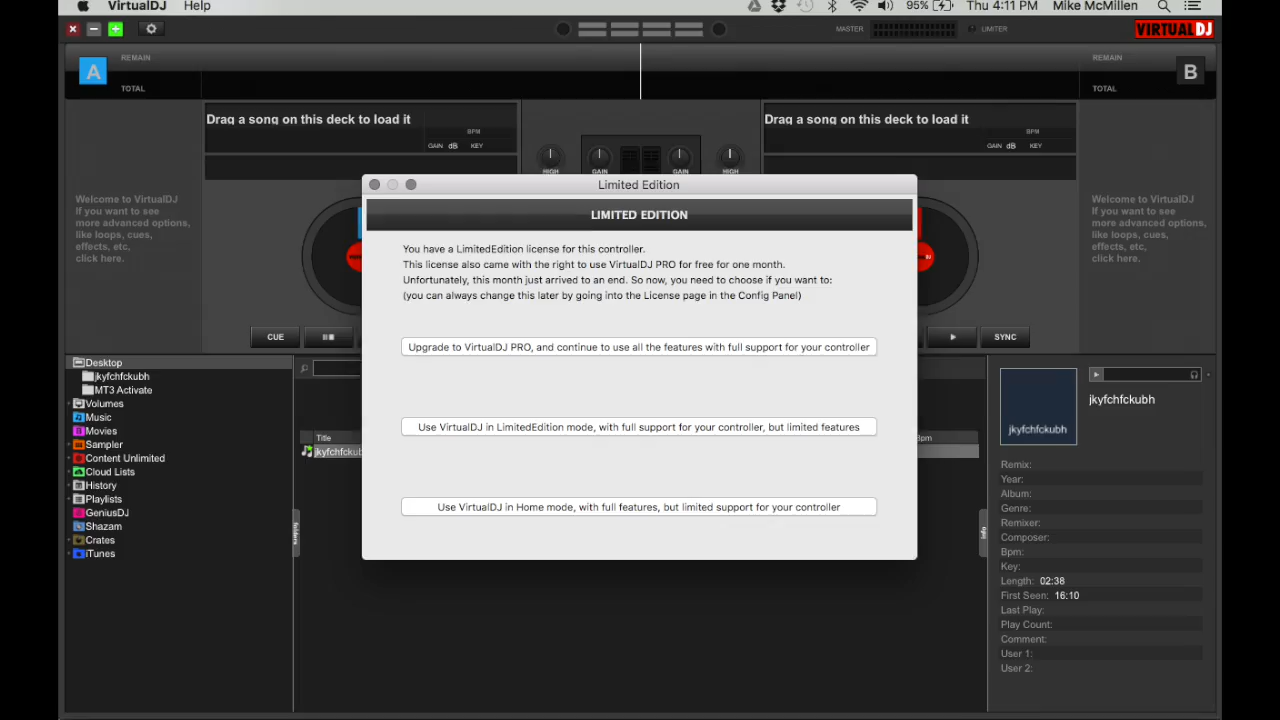 VirtualDJ Help
95% Thu 4:11 PM Mike McMillen
MASTER LIMITER VIRTUALDJ
A REMAIN
TOTAL
REMAIN B
TOTAL
Drag a song on this deck to load it
BPM
GAIN dB KEY
Drag a song on this deck to load it
BPM
GAIN dB KEY
HIGH GAIN GAIN HIGH
Welcome to VirtualDJ
If you want to see
more advanced options,
like loops, cues,
effects, etc,
click here.
Welcome to VirtualDJ
If you want to see
more advanced options,
like loops, cues,
effects, etc,
click here.
CUE
SYNC
Limited Edition
LIMITED EDITION
You have a LimitedEdition license for this controller.
This license also came with the right to use VirtualDJ PRO for free for one month.
Unfortunately, this month just arrived to an end. So now, you need to choose if you want to:
(you can always change this later by going into the License page in the Config Panel)
Upgrade to VirtualDJ PRO, and continue to use all the features with full support for your controller
Use VirtualDJ in LimitedEdition mode, with full support for your controller, but limited features
Use VirtualDJ in Home mode, with full features, but limited support for your controller
Desktop
jkyfchfckubh
MT3 Activate
Volumes
Music
Movies
Sampler
Content Unlimited
Cloud Lists
History
Playlists
GeniusDJ
Shazam
Crates
iTunes
folders
Title
Bpm
jkyfchfckub
jkyfchfckubh
jkyfchfckubh
Remix:
Year:
Album:
Genre:
Remixer:
Composer:
Bpm:
Key:
Length: 02:38
First Seen: 16:10
Last Play:
Play Count:
Comment:
User 1:
User 2: